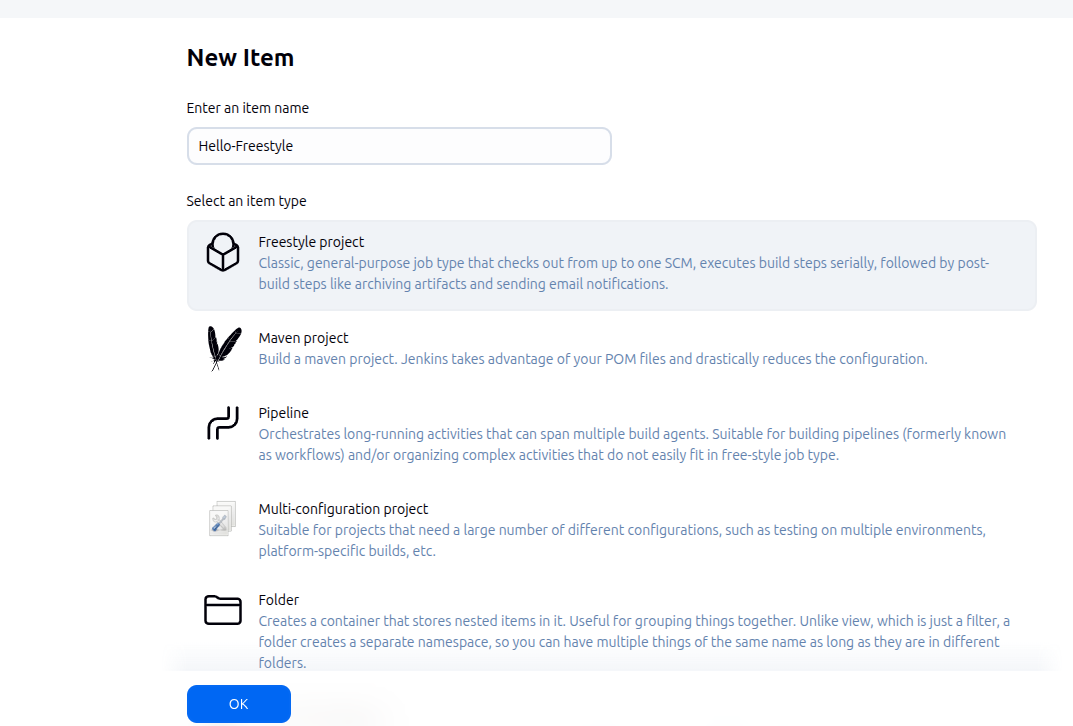 New Item
Enter an item name
Hello-Freestyle
Select an item type
Freestyle project
Classic, general-purpose job type that checks out from up to one SCM, executes build steps serially, followed by post-
build steps like archiving artifacts and sending email notifications.
Maven project
Build a maven project. Jenkins takes advantage of your POM files and drastically reduces the configuration.
Pipeline
Orchestrates long-running activities that can span multiple build agents. Suitable for building pipelines (formerly known
as workflows) and/or organizing complex activities that do not easily fit in free-style job type.
Multi-configuration project
Suitable for projects that need a large number of different configurations, such as testing on multiple environments,
platform-specific builds, etc.
Folder
Creates a container that stores nested items in it. Useful for grouping things together. Unlike view, which is just a filter, a
folder creates a separate namespace, so you can have multiple things of the same name as long as they are in different
folders.
OK